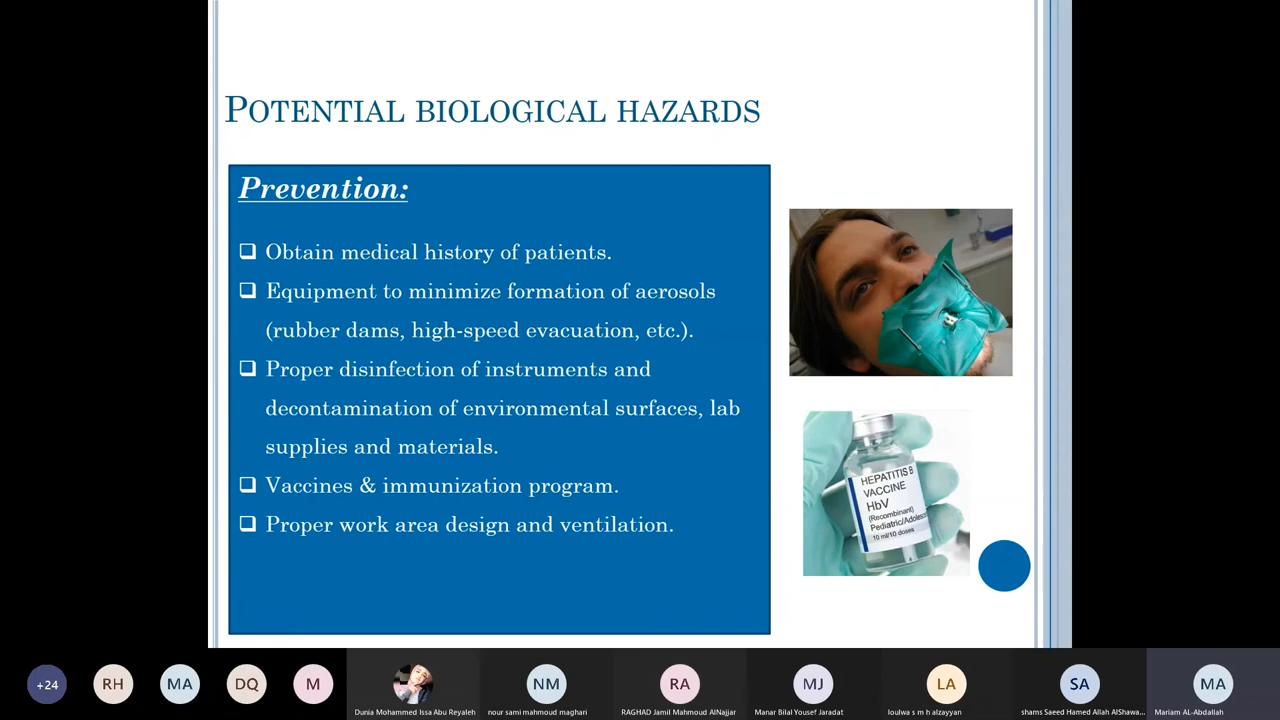 POTENTIAL BIOLOGICAL HAZARDS
Prevention:
Obtain medical history of patients.
Equipment to minimize formation of aerosols
(rubber dams, high-speed evacuation, etc.).
Proper disinfection of instruments and
decontamination of environmental surfaces, lab
supplies and materials.
Vaccines & immunization program.
Proper work area design and ventilation.
HEPATITIS B
VACCINE
HbV
(Recombinant)
Pediatric/Adoles
10 ml/10 doses
+24
RH
MA
DQ
M
NM
RA
MJ
LA
SA
MA
Dunia Mohammed Issa Abu Reyaleh
nour sami mahmoud maghari
RAGHAD Jamil Mahmoud AlNajjar
Manar Bilal Yousef Jaradat
loulwa s m h alzayyan
shams Saeed Hamed Allah AlShawa...
Mariam AL-Abdallah